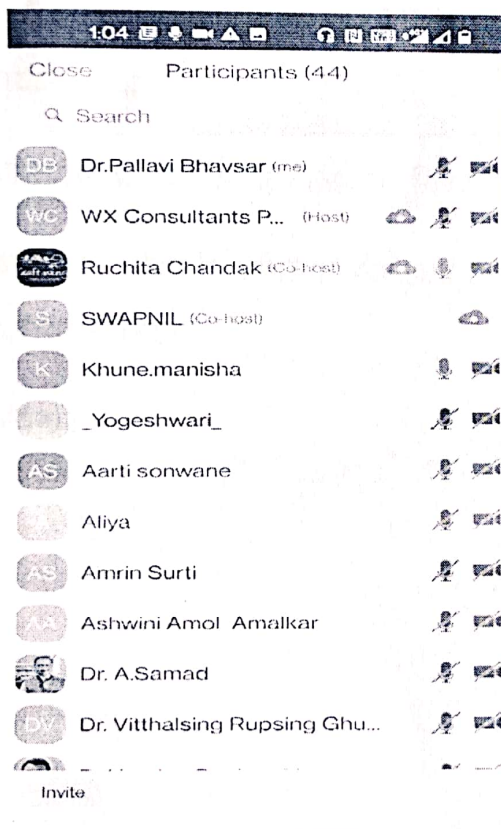 1:04
Close Participants (44)
Search
DB Dr.Pallavi Bhavsar (me)
WC WX Consultants P... (Host)
Ruchita Chandak (Co-host)
S SWAPNIL (Co-host)
K Khune.manisha
_Yogeshwari_
AS Aarti sonwane
Aliya
AS Amrin Surti
AA Ashwini Amol Amalkar
Dr. A.Samad
DV Dr. Vitthalsing Rupsing Ghu...
Invite